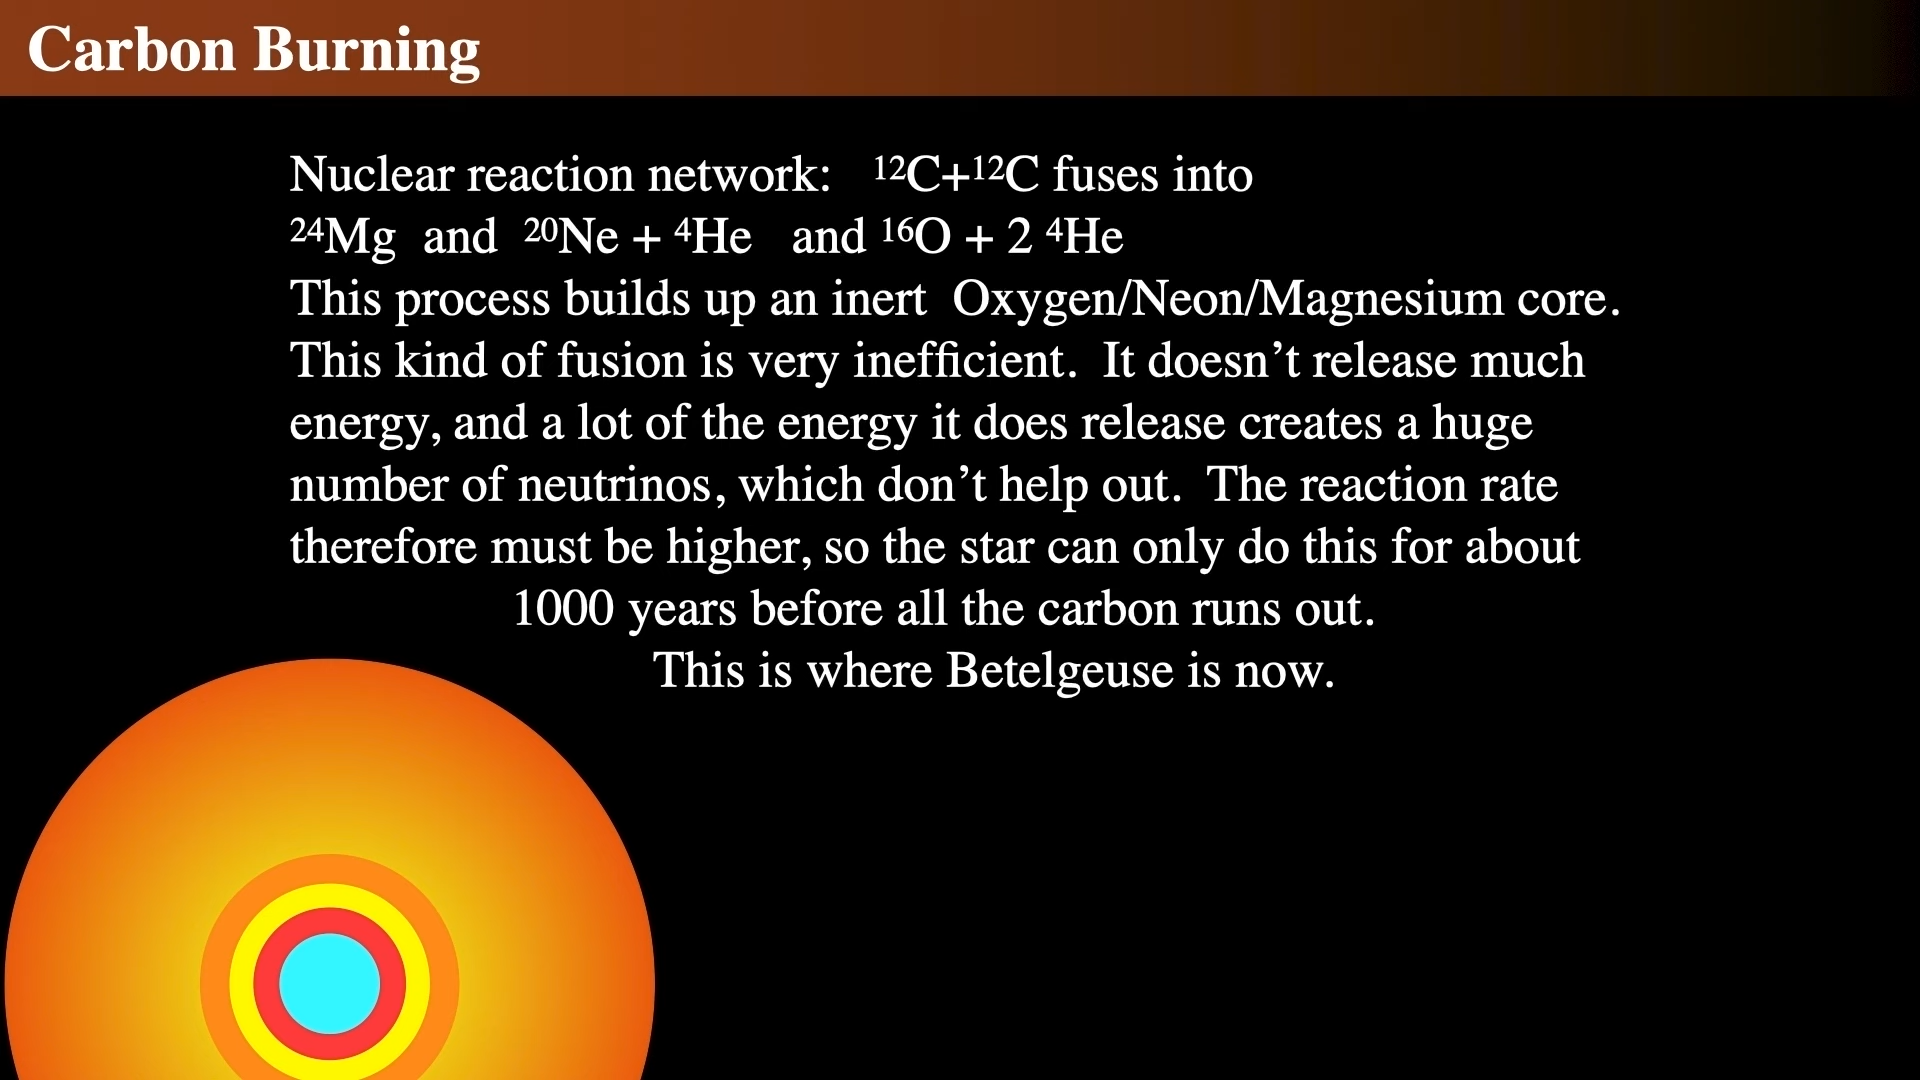 Carbon Burning
Nuclear reaction network: ¹²C+¹²C fuses into
²⁴Mg and ²⁰Ne + ⁴He and ¹⁶O + 2 ⁴He
This process builds up an inert Oxygen/Neon/Magnesium core.
This kind of fusion is very inefficient. It doesn’t release much
energy, and a lot of the energy it does release creates a huge
number of neutrinos, which don’t help out. The reaction rate
therefore must be higher, so the star can only do this for about
1000 years before all the carbon runs out.
This is where Betelgeuse is now.